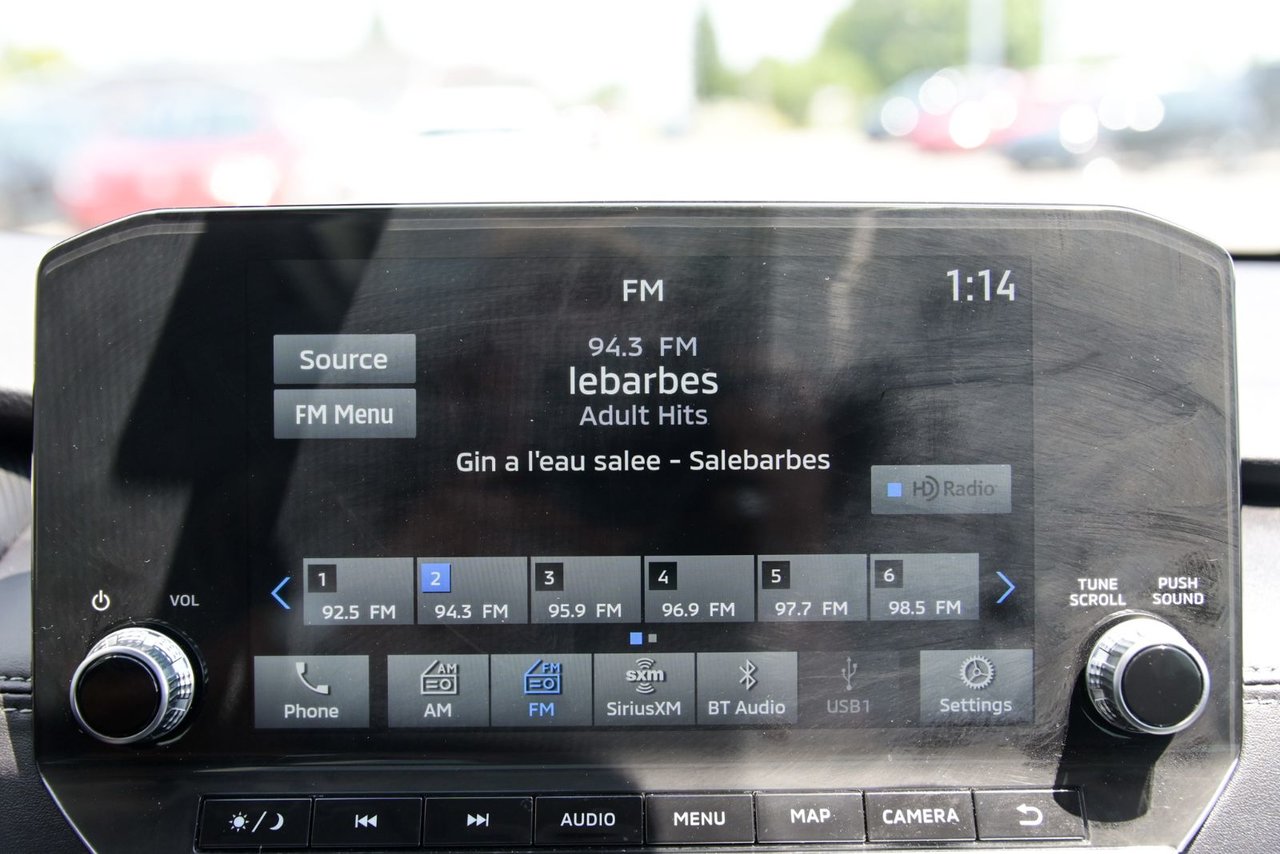 FM
1:14
Source
94.3 FM
lebarbes
FM Menu
Adult Hits
Gin a l'eau salee - Salebarbes
HD Radio
1
92.5 FM
2
94.3 FM
3
95.9 FM
4
96.9 FM
5
97.7 FM
6
98.5 FM
VOL
TUNE
SCROLL
PUSH
SOUND
Phone
AM
AM
FM
FM
sxm
SiriusXM
BT Audio
USB1
Settings
AUDIO
MENU
MAP
CAMERA